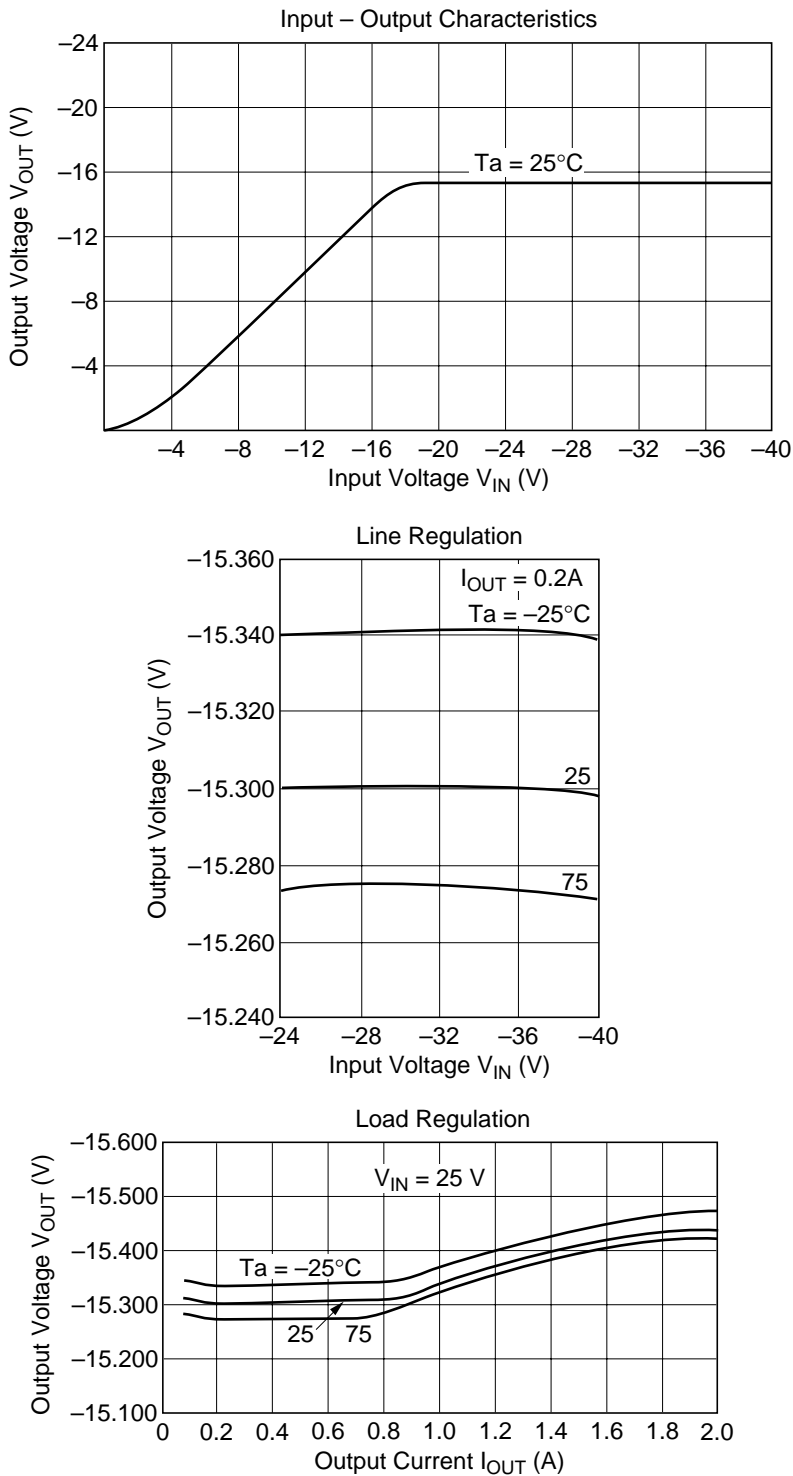 Input – Output Characteristics
Output Voltage VOUT (V)
–24
–20
–16
–12
–8
–4
Ta = 25°C
–4 –8 –12 –16 –20 –24 –28 –32 –36 –40
Input Voltage VIN (V)
Line Regulation
Output Voltage VOUT (V)
–15.360
–15.340
–15.320
–15.300
–15.280
–15.260
–15.240
IOUT = 0.2A
Ta = –25°C
25
75
–24 –28 –32 –36 –40
Input Voltage VIN (V)
Load Regulation
Output Voltage VOUT (V)
–15.600
–15.500
–15.400
–15.300
–15.200
–15.100
VIN = 25 V
Ta = –25°C
25 75
0 0.2 0.4 0.6 0.8 1.0 1.2 1.4 1.6 1.8 2.0
Output Current IOUT (A)